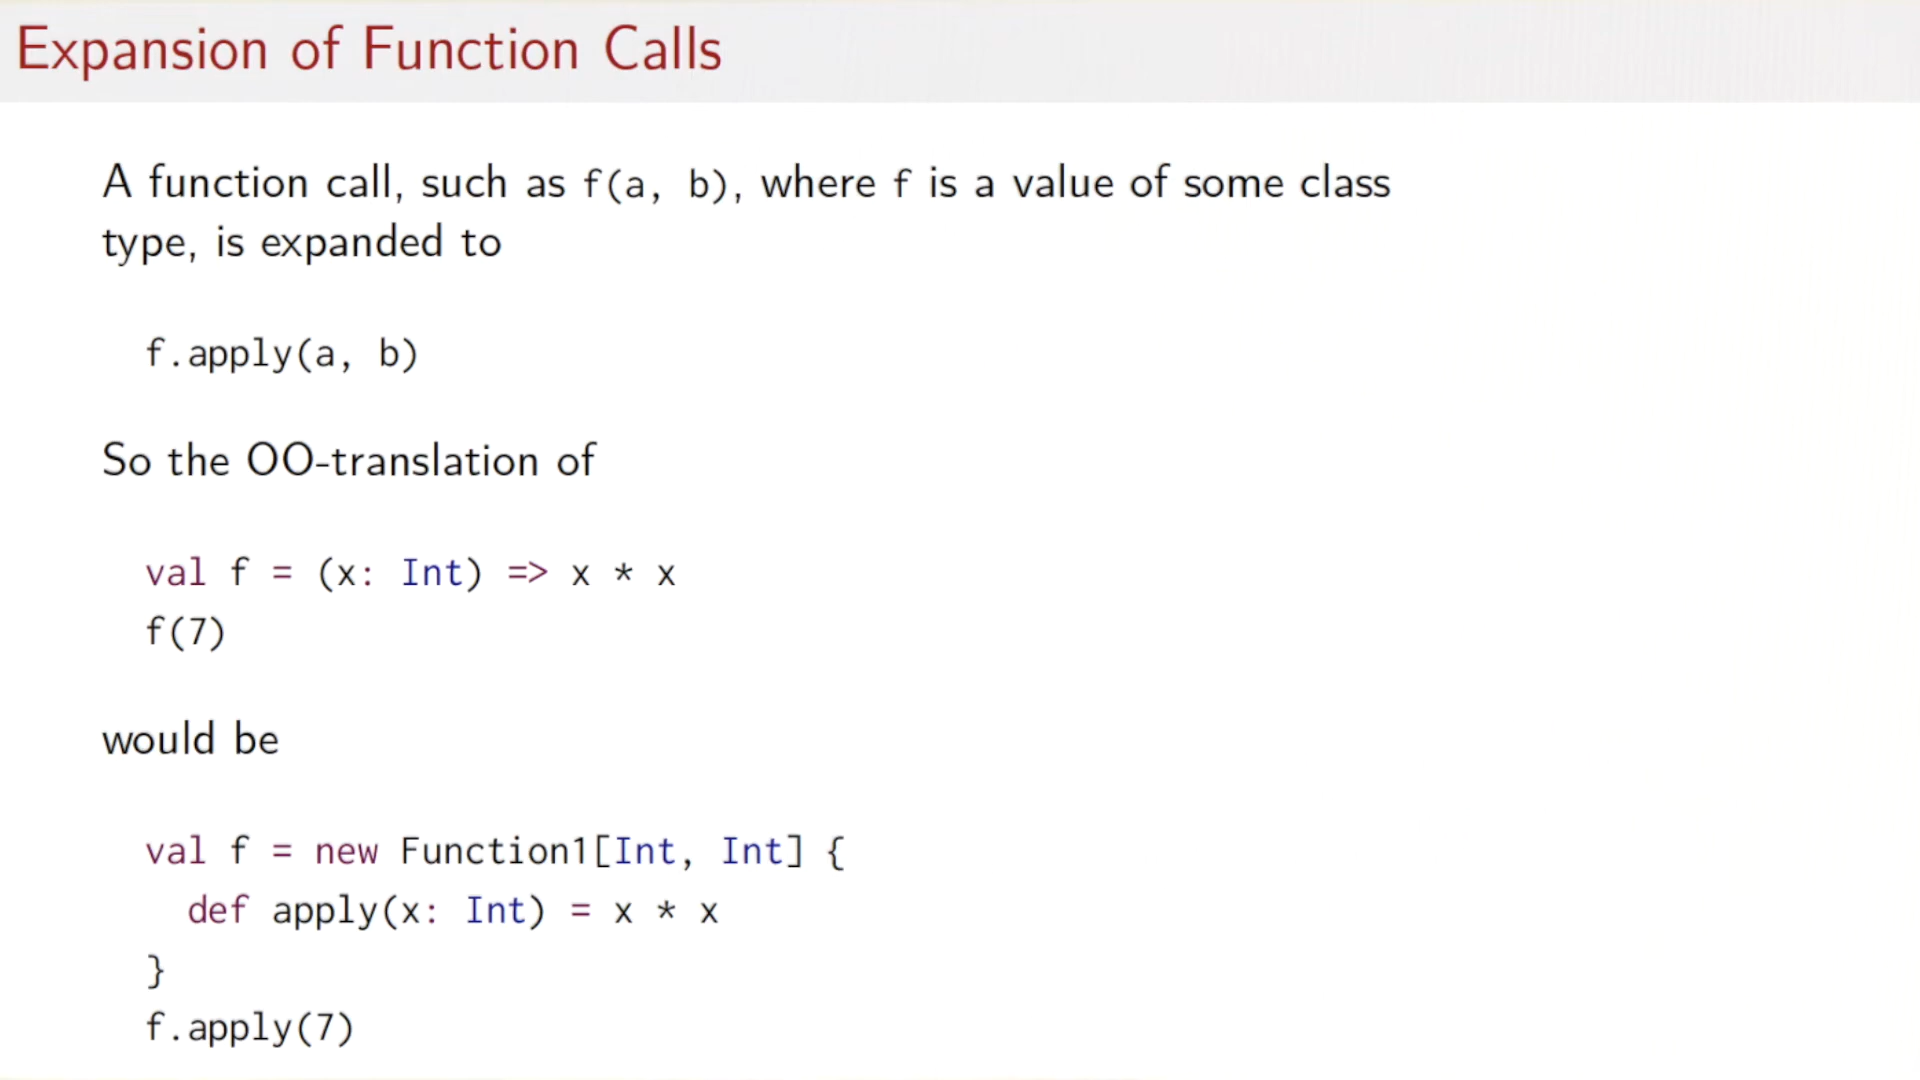 Expansion of Function Calls
A function call, such as f(a, b), where f is a value of some class
type, is expanded to
f.apply(a, b)
So the OO-translation of
val f = (x: Int) => x * x
f(7)
would be
val f = new Function1[Int, Int] {
def apply(x: Int) = x * x
}
f.apply(7)